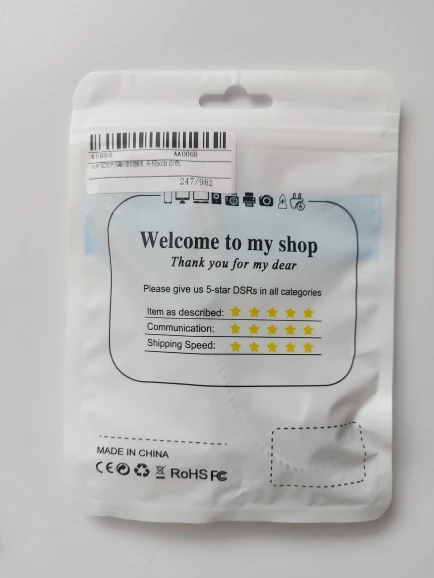 46898 AA0068
247/982
Welcome to my shop
Thank you for my dear
Please give us 5-star DSRs in all categories
Item as described:
Communication:
Shipping Speed:
MADE IN CHINA
CE RoHS FC